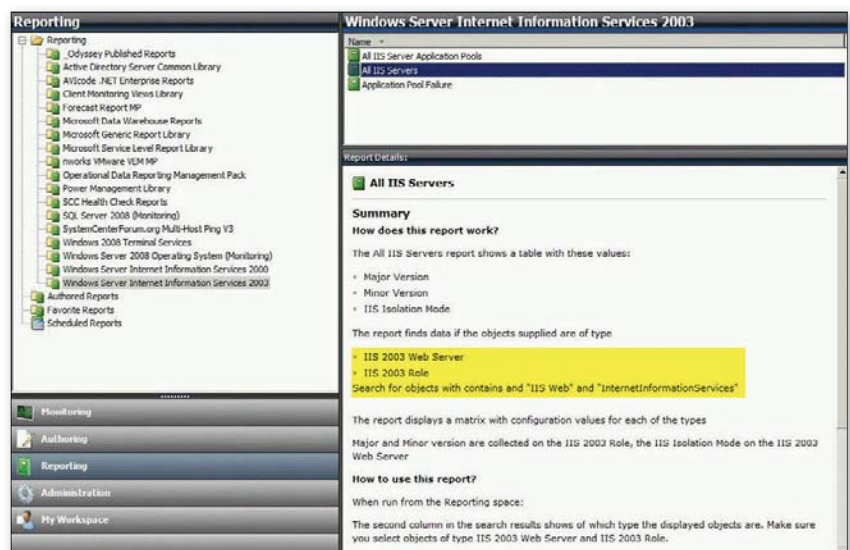 Reporting
Reporting
_Odyssey Published Reports
Active Directory Server Common Library
AVIcode .NET Enterprise Reports
Client Monitoring Views Library
Forecast Report MP
Microsoft Data Warehouse Reports
Microsoft Generic Report Library
Microsoft Service Level Report Library
nworks VMware VEM MP
Operational Data Reporting Management Pack
Power Management Library
SCC Health Check Reports
SQL Server 2008 (Monitoring)
SystemCenterForum.org Multi-Host Ping V3
Windows 2008 Terminal Services
Windows Server 2008 Operating System (Monitoring)
Windows Server Internet Information Services 2000
Windows Server Internet Information Services 2003
Authored Reports
Favorite Reports
Scheduled Reports
Monitoring
Authoring
Reporting
Administration
My Workspace
Windows Server Internet Information Services 2003
Name
All IIS Server Application Pools
All IIS Servers
Application Pool Failure
Report Details:
All IIS Servers
Summary
How does this report work?
The All IIS Servers report shows a table with these values:
Major Version
Minor Version
IIS Isolation Mode
The report finds data if the objects supplied are of type
IIS 2003 Web Server
IIS 2003 Role
Search for objects with contains and "IIS Web" and "InternetInformationServices"
The report displays a matrix with configuration values for each of the types
Major and Minor version are collected on the IIS 2003 Role, the IIS Isolation Mode on the IIS 2003
Web Server
How to use this report?
When run from the Reporting space:
The second column in the search results shows of which type the displayed objects are. Make sure
you select objects of type IIS 2003 Web Server and IIS 2003 Role.